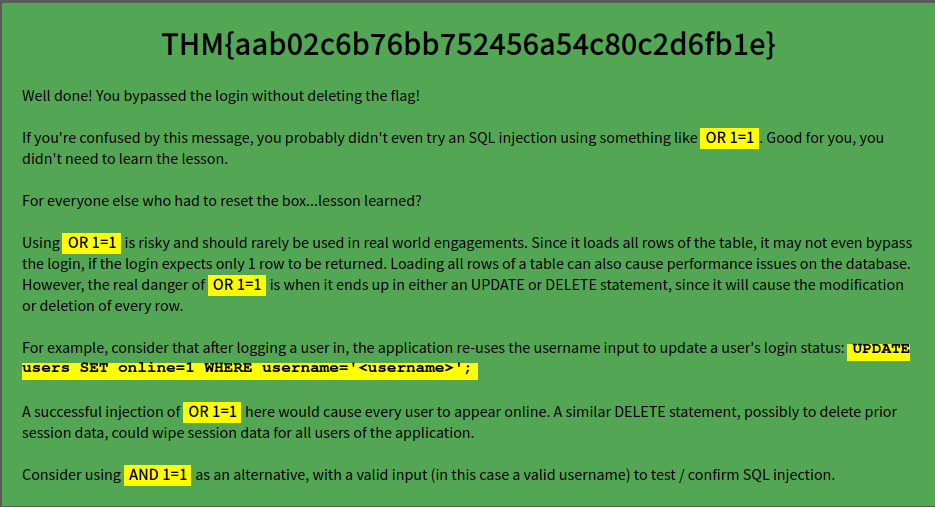 THM{aab02c6b76bb752456a54c80c2d6fb1e}
Well done! You bypassed the login without deleting the flag!
If you're confused by this message, you probably didn't even try an SQL injection using something like OR 1=1 . Good for you, you
didn't need to learn the lesson.
For everyone else who had to reset the box...lesson learned?
Using OR 1=1 is risky and should rarely be used in real world engagements. Since it loads all rows of the table, it may not even bypass
the login, if the login expects only 1 row to be returned. Loading all rows of a table can also cause performance issues on the database.
However, the real danger of OR 1=1 is when it ends up in either an UPDATE or DELETE statement, since it will cause the modification
or deletion of every row.
For example, consider that after logging a user in, the application re-uses the username input to update a user's login status: UPDATE
users SET online=1 WHERE username='<username>';
A successful injection of OR 1=1 here would cause every user to appear online. A similar DELETE statement, possibly to delete prior
session data, could wipe session data for all users of the application.
Consider using AND 1=1 as an alternative, with a valid input (in this case a valid username) to test / confirm SQL injection.